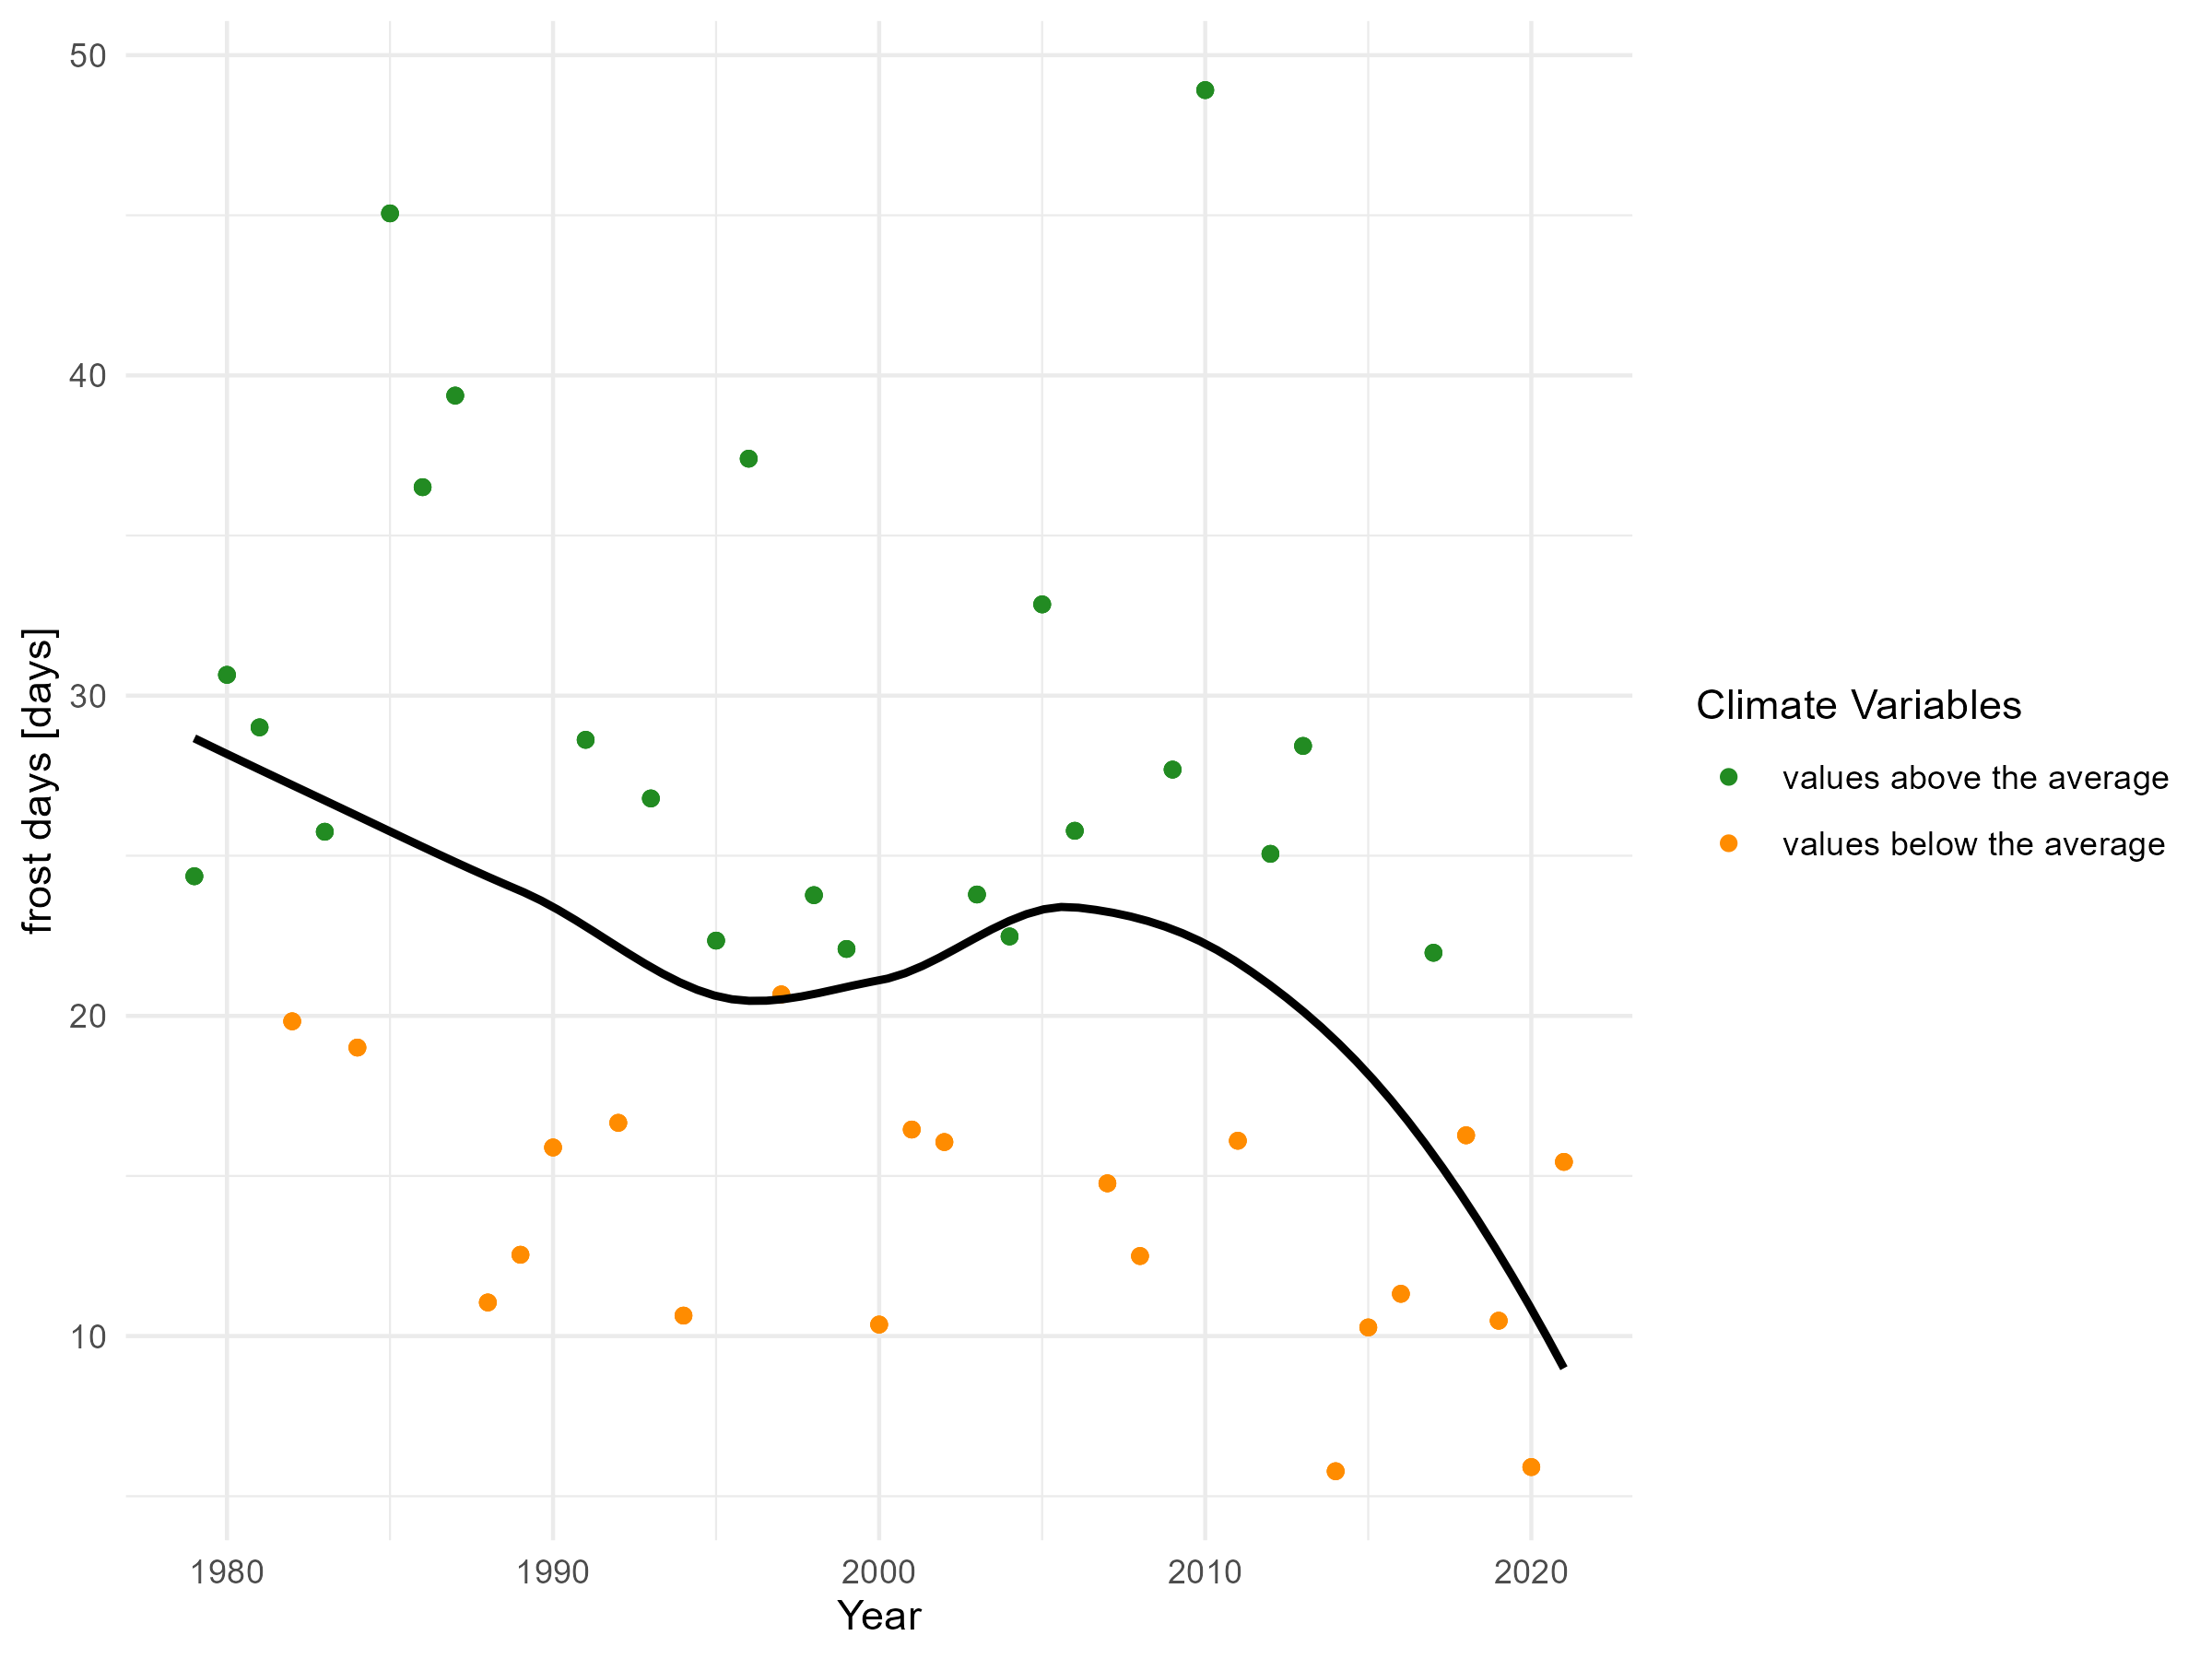 50
40
30
20
10
frost days [days]
1980 1990 2000 2010 2020
Year
Climate Variables
values above the average
values below the average